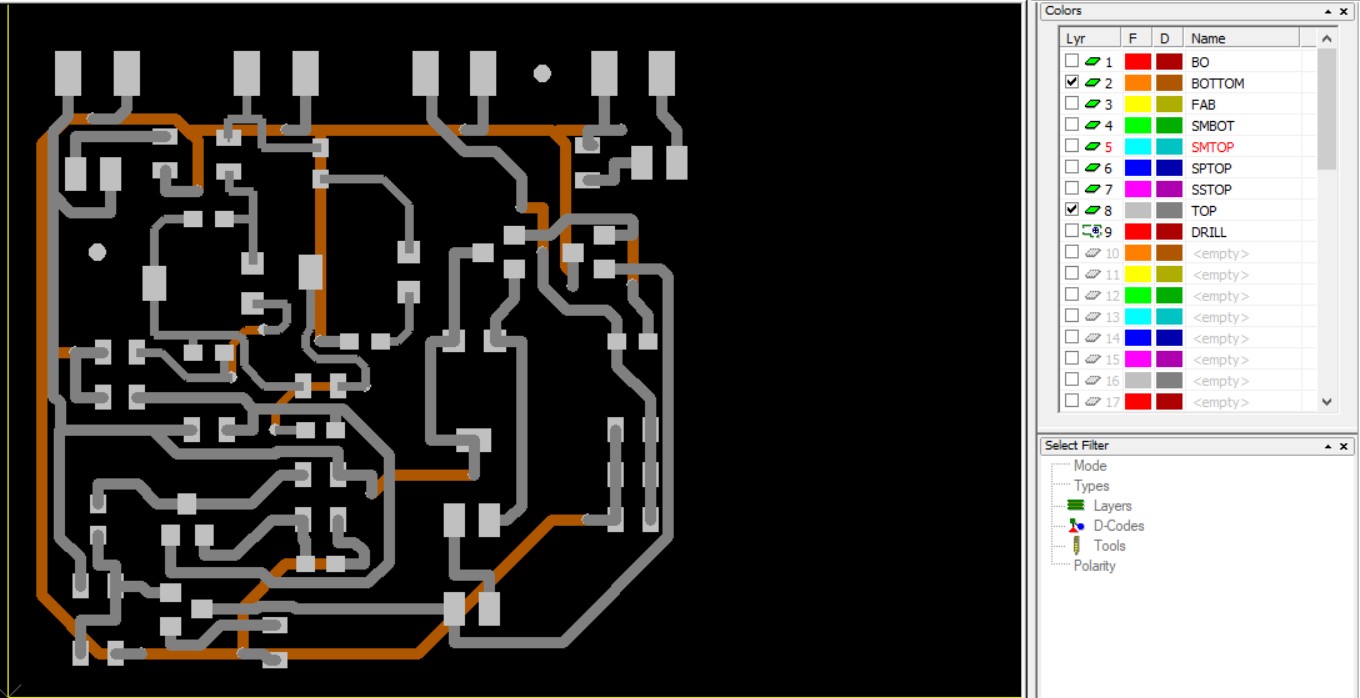 Colors
Lyr F D Name
1 BO
2 BOTTOM
3 FAB
4 SMBOT
5 SMTOP
6 SPTOP
7 SSTOP
8 TOP
9 DRILL
10 <empty>
11 <empty>
12 <empty>
13 <empty>
14 <empty>
15 <empty>
16 <empty>
17 <empty>
Select Filter
Mode
Types
Layers
D-Codes
Tools
Polarity